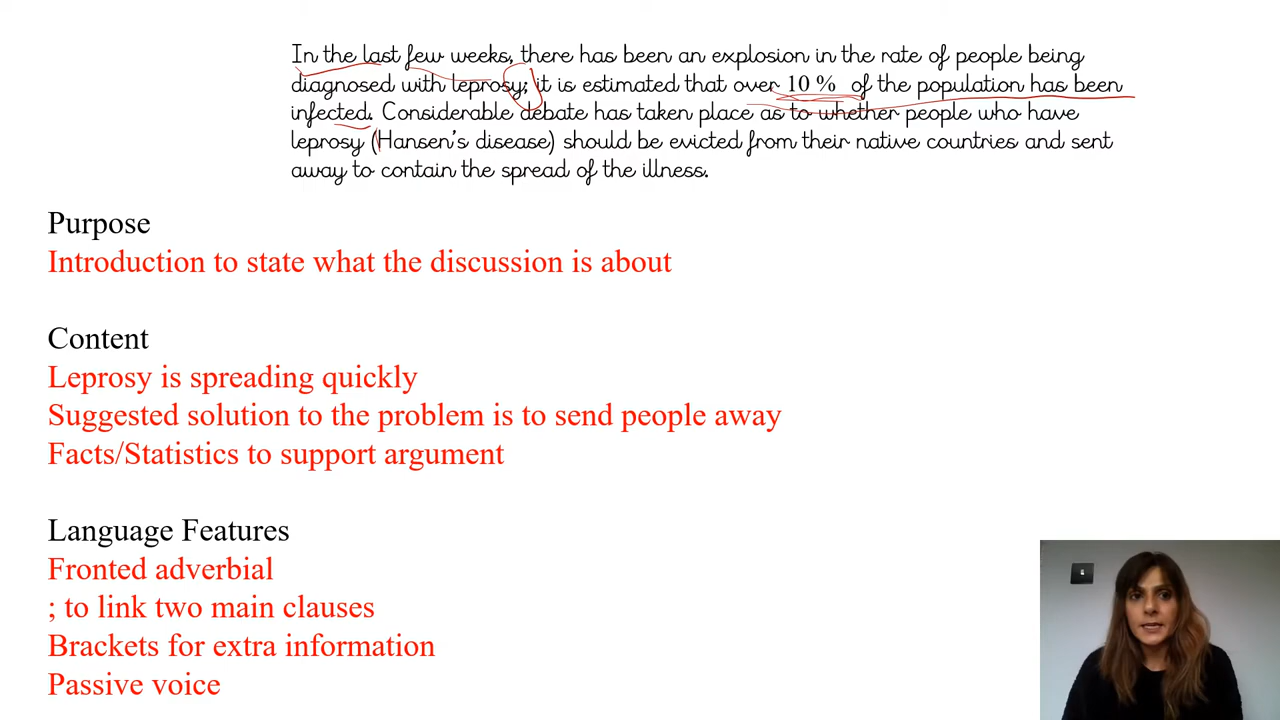 In the last few weeks, there has been an explosion in the rate of people being
diagnosed with leprosy; it is estimated that over 10 % of the population has been
infected. Considerable debate has taken place as to whether people who have
leprosy (Hansen's disease) should be evicted from their native countries and sent
away to contain the spread of the illness.
Purpose
Introduction to state what the discussion is about
Content
Leprosy is spreading quickly
Suggested solution to the problem is to send people away
Facts/Statistics to support argument
Language Features
Fronted adverbial
; to link two main clauses
Brackets for extra information
Passive voice